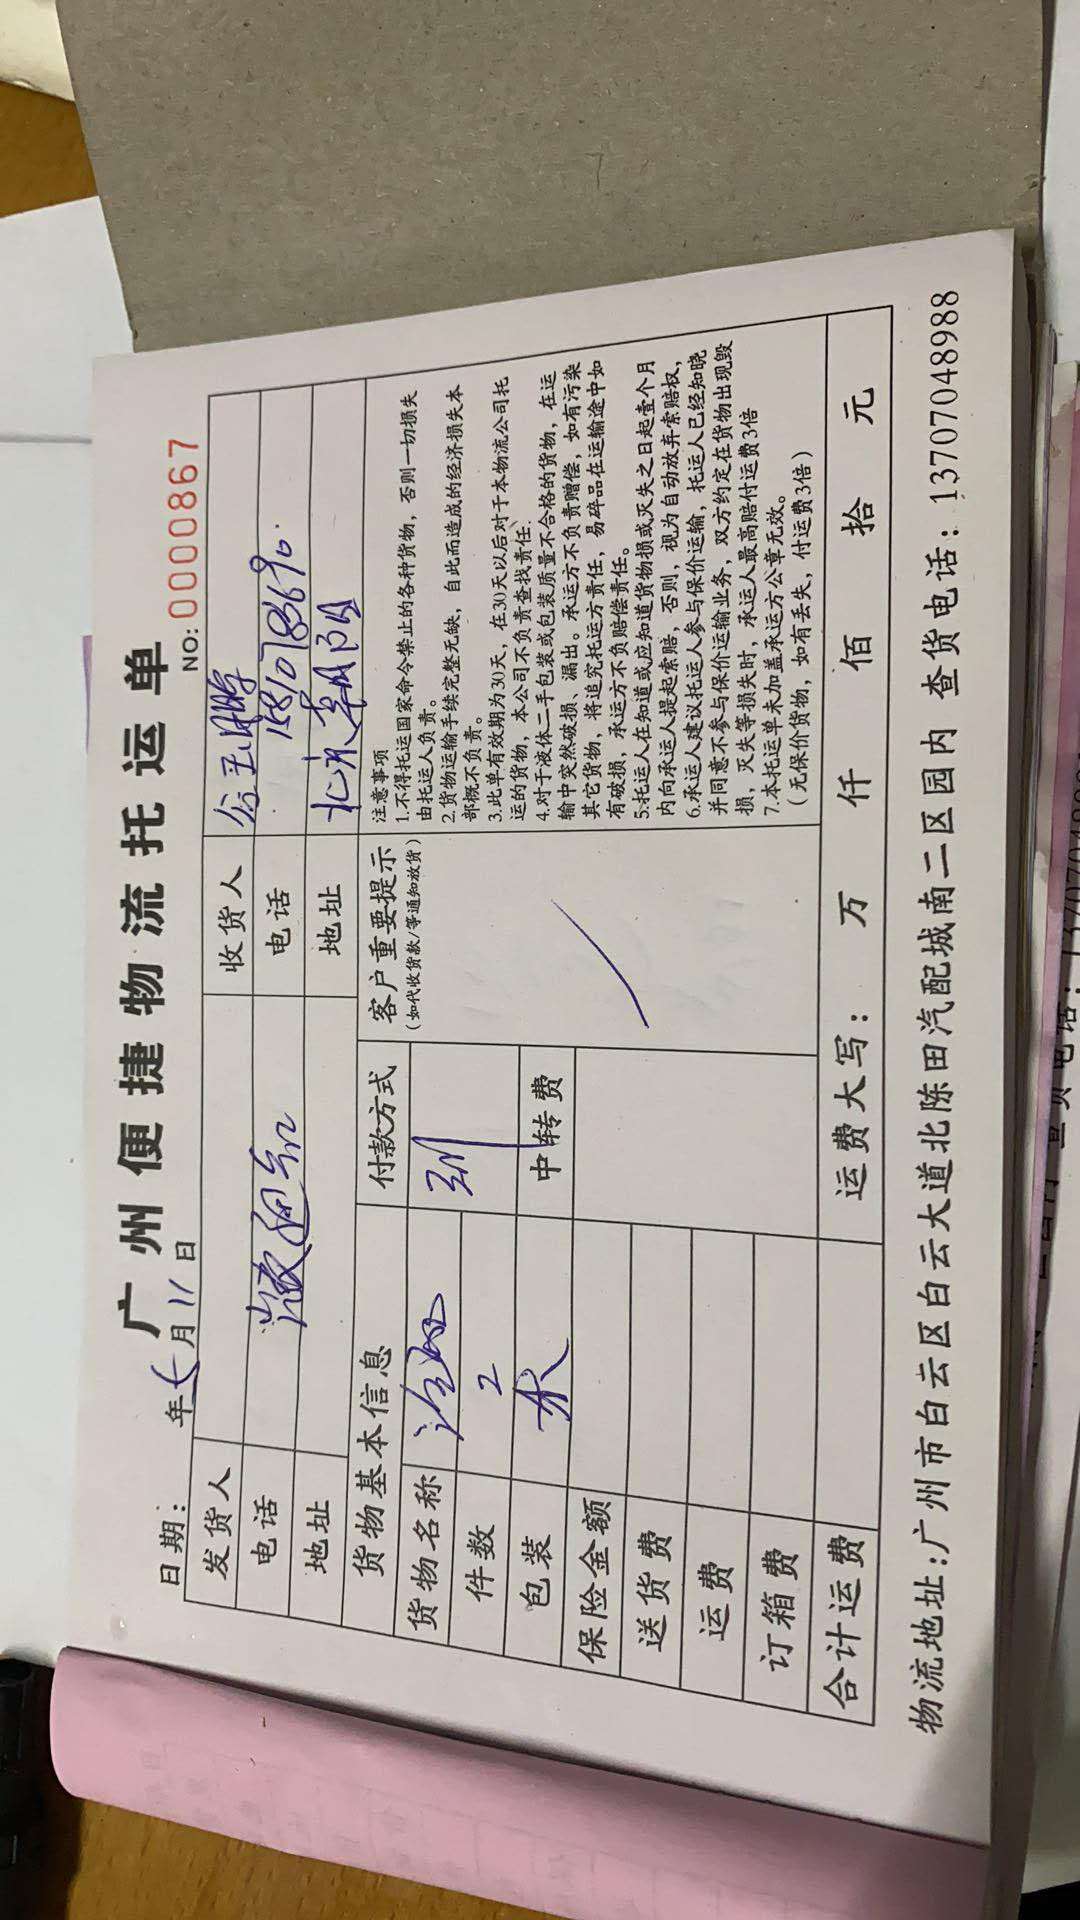 广州便捷物流托运单
NO: 0000867
日期： 年 月 11 日
发货人
收货人
电话
电话 15810783690
地址
地址 北京朝阳
货物基本信息
付款方式
客户重要提示
（如代收货款/等通知放货）
货物名称
件数 2
包装 木
中转费
保险金额
送货费
运费
订箱费
合计运费
注意事项
1.不得托运国家命令禁止的各种货物，否则一切损失
由托运人负责。
2.货物运输手续完整无缺，自此而造成的经济损失本
部概不负责。
3.此单有效期为30天，在30天以后对于本物流公司托
运的货物，本公司不负责查找责任、
4.对于液体二手包装或包装质量不合格的货物，在运
输中突然破损、漏出。承运方不负责赠偿，如有污染
其它货物，将追究托运方责任，易碎品在运输途中如
有破损，承运方不负赔偿责任。
5.托运人在知道或应知道货物损或灭失之日起壹个月
内向承运人提起索赔，否则，视为自动放弃索赔权，
6.承运人建议托运人参与保价运输，托运人已经知晓
并同意不参与保价运输业务，双方约定在货物出现毁
损，灭失等损失时，承运人最高赔付运费3倍
7.本托运单未加盖承运方公章无效。
（无保价货物，如有丢失，付运费3倍）
运费大写： 万 仟 佰 拾 元
物流地址:广州市白云区白云大道北陈田汽配城南二区园内 查货电话：13707048988